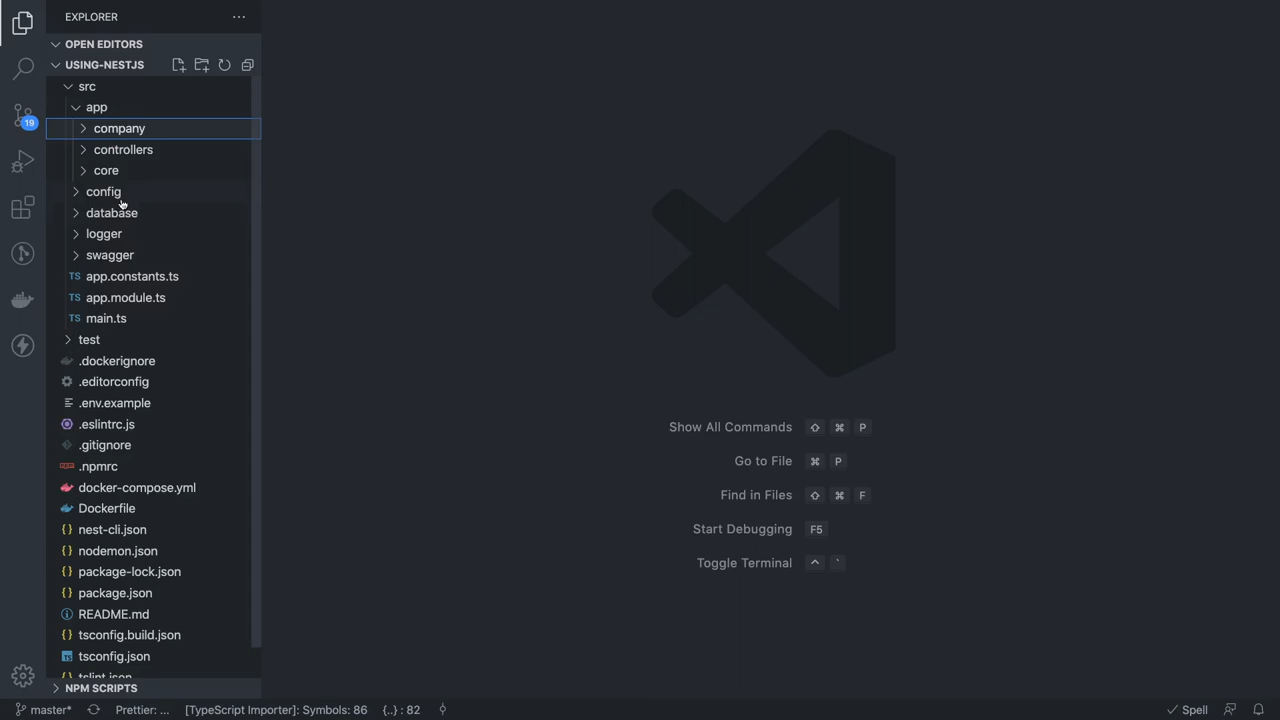 EXPLORER
OPEN EDITORS
USING-NESTJS
src
app
company
controllers
core
config
database
logger
swagger
TS app.constants.ts
TS app.module.ts
TS main.ts
test
.dockerignore
.editorconfig
.env.example
.eslintrc.js
.gitignore
.npmrc
docker-compose.yml
Dockerfile
{} nest-cli.json
{} nodemon.json
{} package-lock.json
{} package.json
README.md
{} tsconfig.build.json
tsconfig.json
{} tslint.json
NPM SCRIPTS
19
Show All Commands ⇧ ⌘ P
Go to File ⌘ P
Find in Files ⇧ ⌘ F
Start Debugging F5
Toggle Terminal ^ `
master* Prettier: ... [TypeScript Importer]: Symbols: 86 {..} : 82 Spell